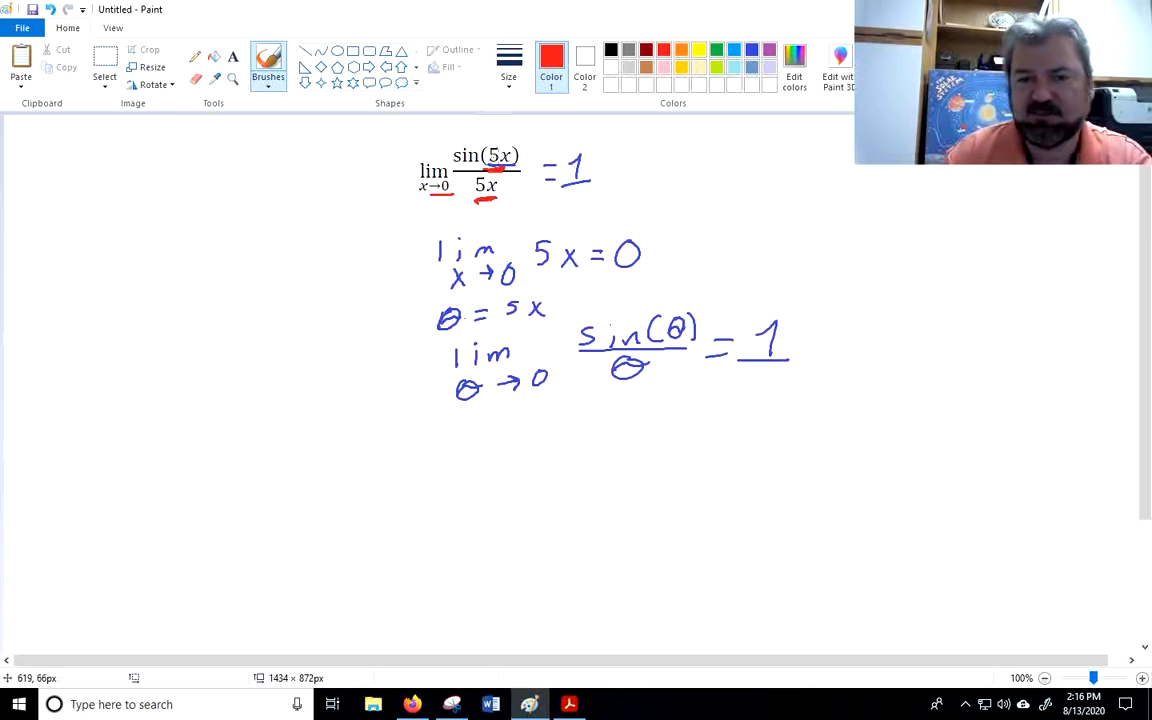 Untitled - Paint
File Home View
Paste Cut Copy Select Crop Resize Rotate Brushes Outline Fill Size Color 1 Color 2 Edit colors Edit with Paint 3D
Clipboard Image Tools Shapes Colors
THE SOLAR SYSTEM
lim x→0 sin(5x) / 5x = 1
lim x→0 5x = 0
θ = 5x
lim θ→0 sin(θ) / θ = 1
619, 66px 1434 × 872px 100%
Type here to search 2:16 PM
8/13/2020